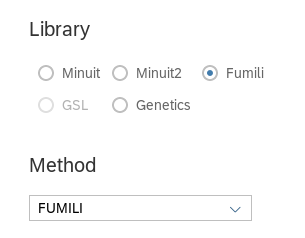 Library
Minuit Minuit2 Fumili
GSL Genetics
Method
FUMILI